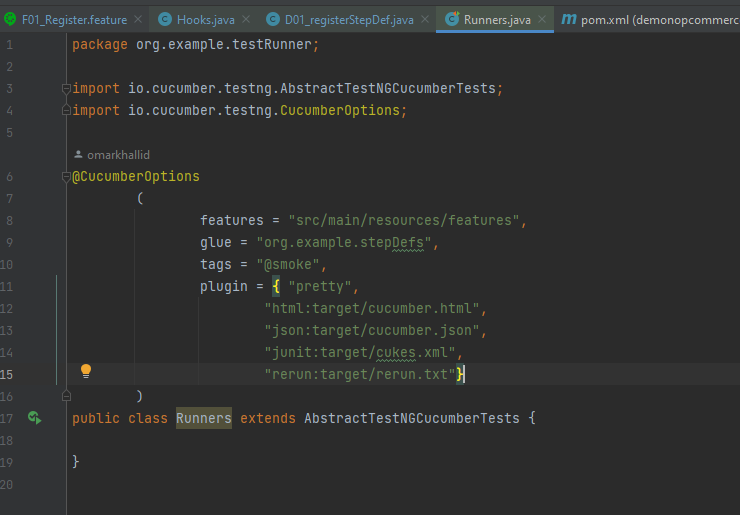 F01_Register.feature Hooks.java D01_registerStepDef.java Runners.java pom.xml (demonopcommerc
1 package org.example.testRunner;
2
3 import io.cucumber.testng.AbstractTestNGCucumberTests;
4 import io.cucumber.testng.CucumberOptions;
5
omarkhallid
6 @CucumberOptions
7 (
8 features = "src/main/resources/features",
9 glue = "org.example.stepDefs",
10 tags = "@smoke",
11 plugin = { "pretty",
12 "html:target/cucumber.html",
13 "json:target/cucumber.json",
14 "junit:target/cukes.xml",
15 "rerun:target/rerun.txt"}
16 )
17 public class Runners extends AbstractTestNGCucumberTests {
18
19 }
20